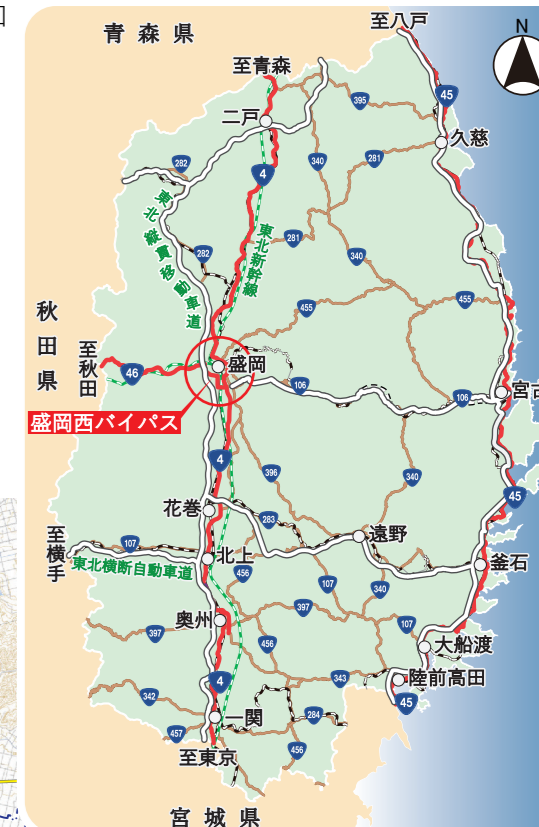 青森県
至八戸
N
至青森
45
395
二戸
久慈
282
340
281
4
東北縦貫移動車道
東北新幹線
281
282
340
455
455
秋田県
至秋田
46
盛岡
106
106
宮古
盛岡西バイパス
4
396
340
45
花巻
283
遠野
至横手
107
東北横断自動車道
北上
456
釜石
107
340
奥州
397
397
107
456
大船渡
4
343
陸前高田
342
45
一関
284
457
456
至東京
宮城県